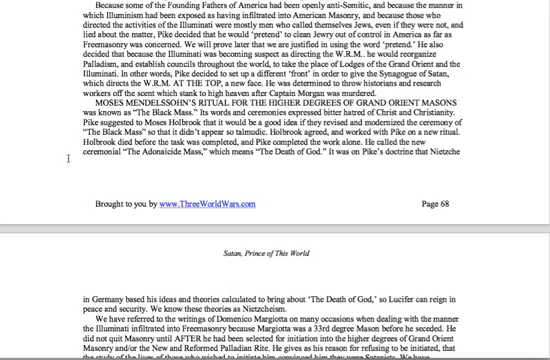 Because some of the Founding Fathers of America had been openly anti-Semitic, and because the manner in
which Illuminism had been exposed as having infiltrated into American Masonry, and because those who
directed the activities of the Illuminati were mostly men who called themselves Jews, even if they were not, and
lied about the matter, Pike decided that he would 'pretend' to clean Jewry out of control in America as far as
Freemasonry was concerned. We will prove later that we are justified in using the word 'pretend.' He also
decided that because the Illuminati was becoming suspect as directing the W.R.M.. he would reorganize
Palladism, and establish councils throughout the world, to take the place of Lodges of the Grand Orient and the
Illuminati. In other words, Pike decided to set up a different 'front' in order to give the Synagogue of Satan,
which directs the W.R.M. AT THE TOP, a new face. He was determined to throw historians and research
workers off the scent which stank to high heaven after Captain Morgan was murdered.
MOSES MENDELSSOHN'S RITUAL FOR THE HIGHER DEGREES OF GRAND ORIENT MASONS
was known as "The Black Mass." Its words and ceremonies expressed bitter hatred of Christ and Christianity.
Pike suggested to Moses Holbrook that it would be a good idea if they revised and modernized the ceremony of
"The Black Mass" so that it didn't appear so talmudic. Holbrook agreed, and worked with Pike on a new ritual.
Holbrook died before the task was completed, and Pike completed the work alone. He called the new
ceremonial "The Adonaicide Mass," which means "The Death of God." It was on Pike's doctrine that Nietzche
Brought to you by www.ThreeWorldWars.com Page 68
Satan, Prince of This World
in Germany based his ideas and theories calculated to bring about 'The Death of God,' so Lucifer can reign in
peace and security. We know these theories as Nietzcheism.
We have referred to the writings of Domenico Margiotta on many occasions when dealing with the manner
the Illuminati infiltrated into Freemasonry because Margiotta was a 33rd degree Mason before he seceded. He
did not quit Masonry until AFTER he had been selected for initiation into the higher degrees of Grand Orient
Masonry and/or the New and Reformed Palladian Rite. He gives as his reason for refusing to be initiated, that
the study of the lives of those who wished to initiate him convinced him they were Satanists. We have